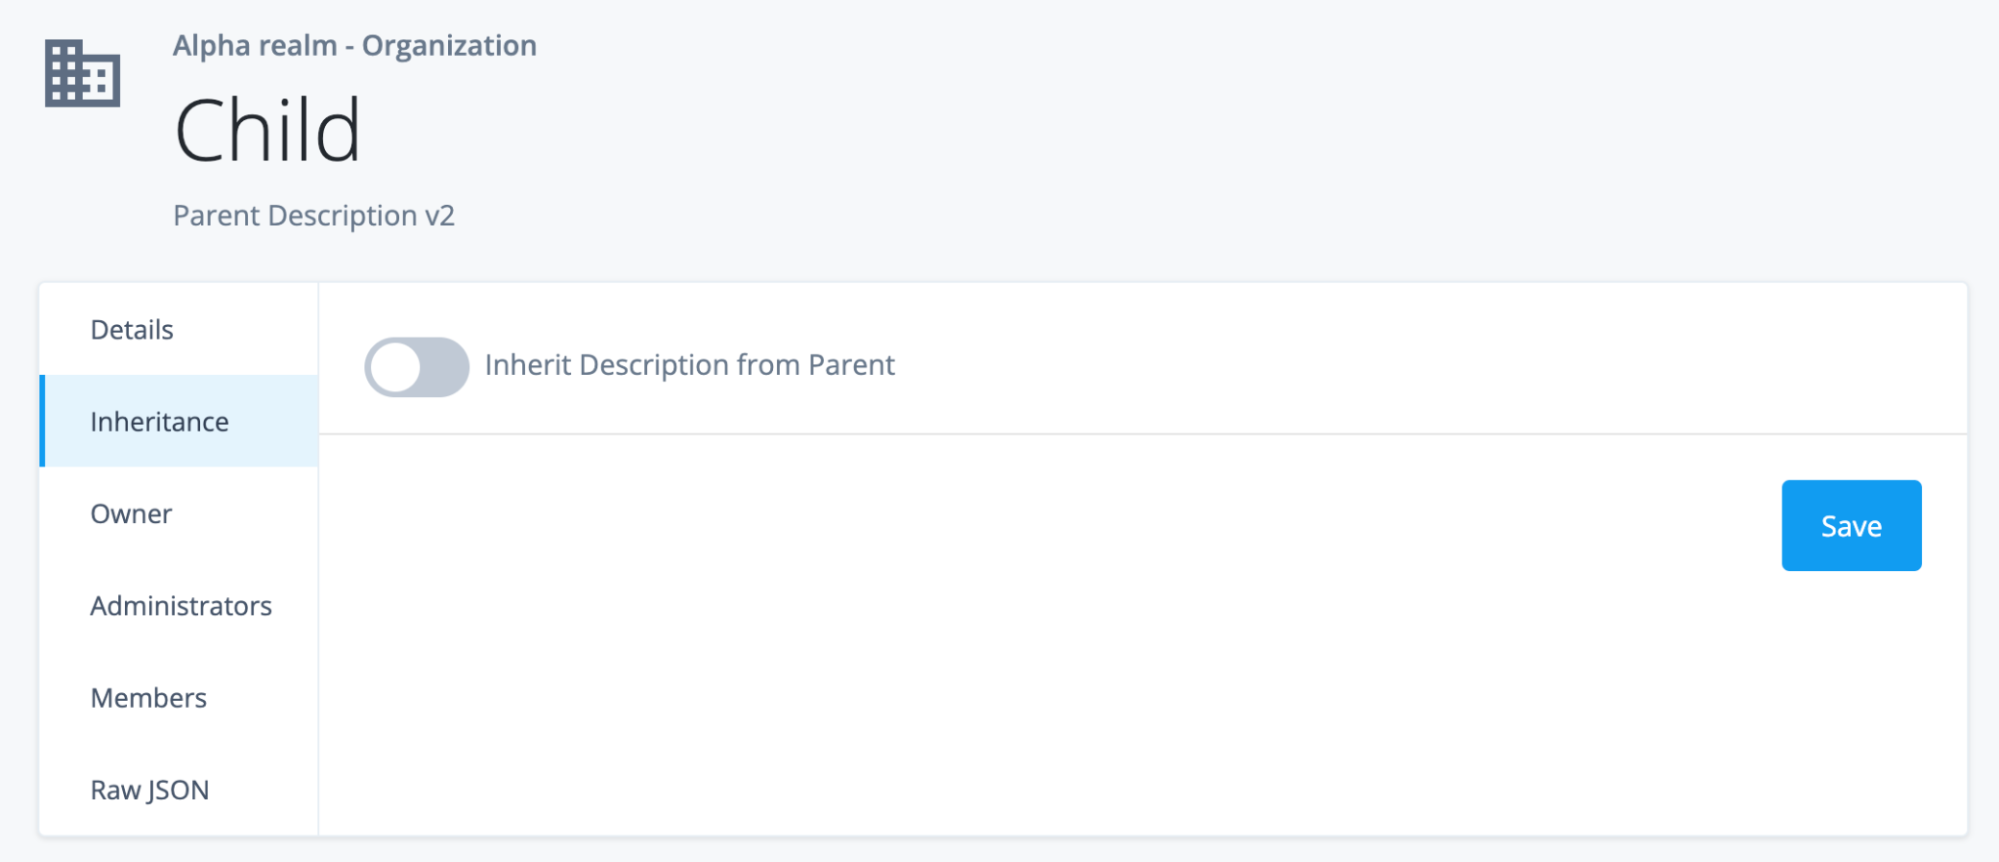 Alpha realm - Organization
Child
Parent Description v2
Details
Inheritance
Owner
Administrators
Members
Raw JSON
Inherit Description from Parent
Save